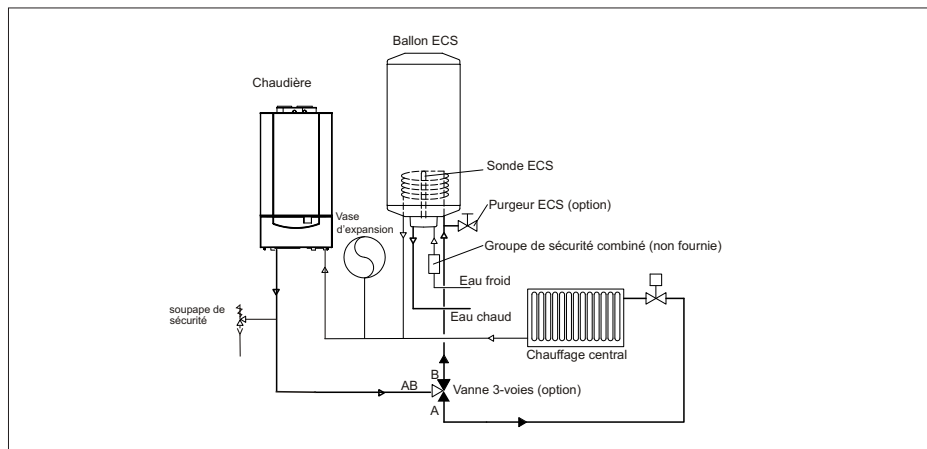 Ballon ECS
Chaudière
Sonde ECS
Purgeur ECS (option)
Vase
d'expansion
Groupe de sécurité combiné (non fournie)
Eau froid
Eau chaud
soupape de
sécurité
Chauffage central
B
AB
Vanne 3-voies (option)
A